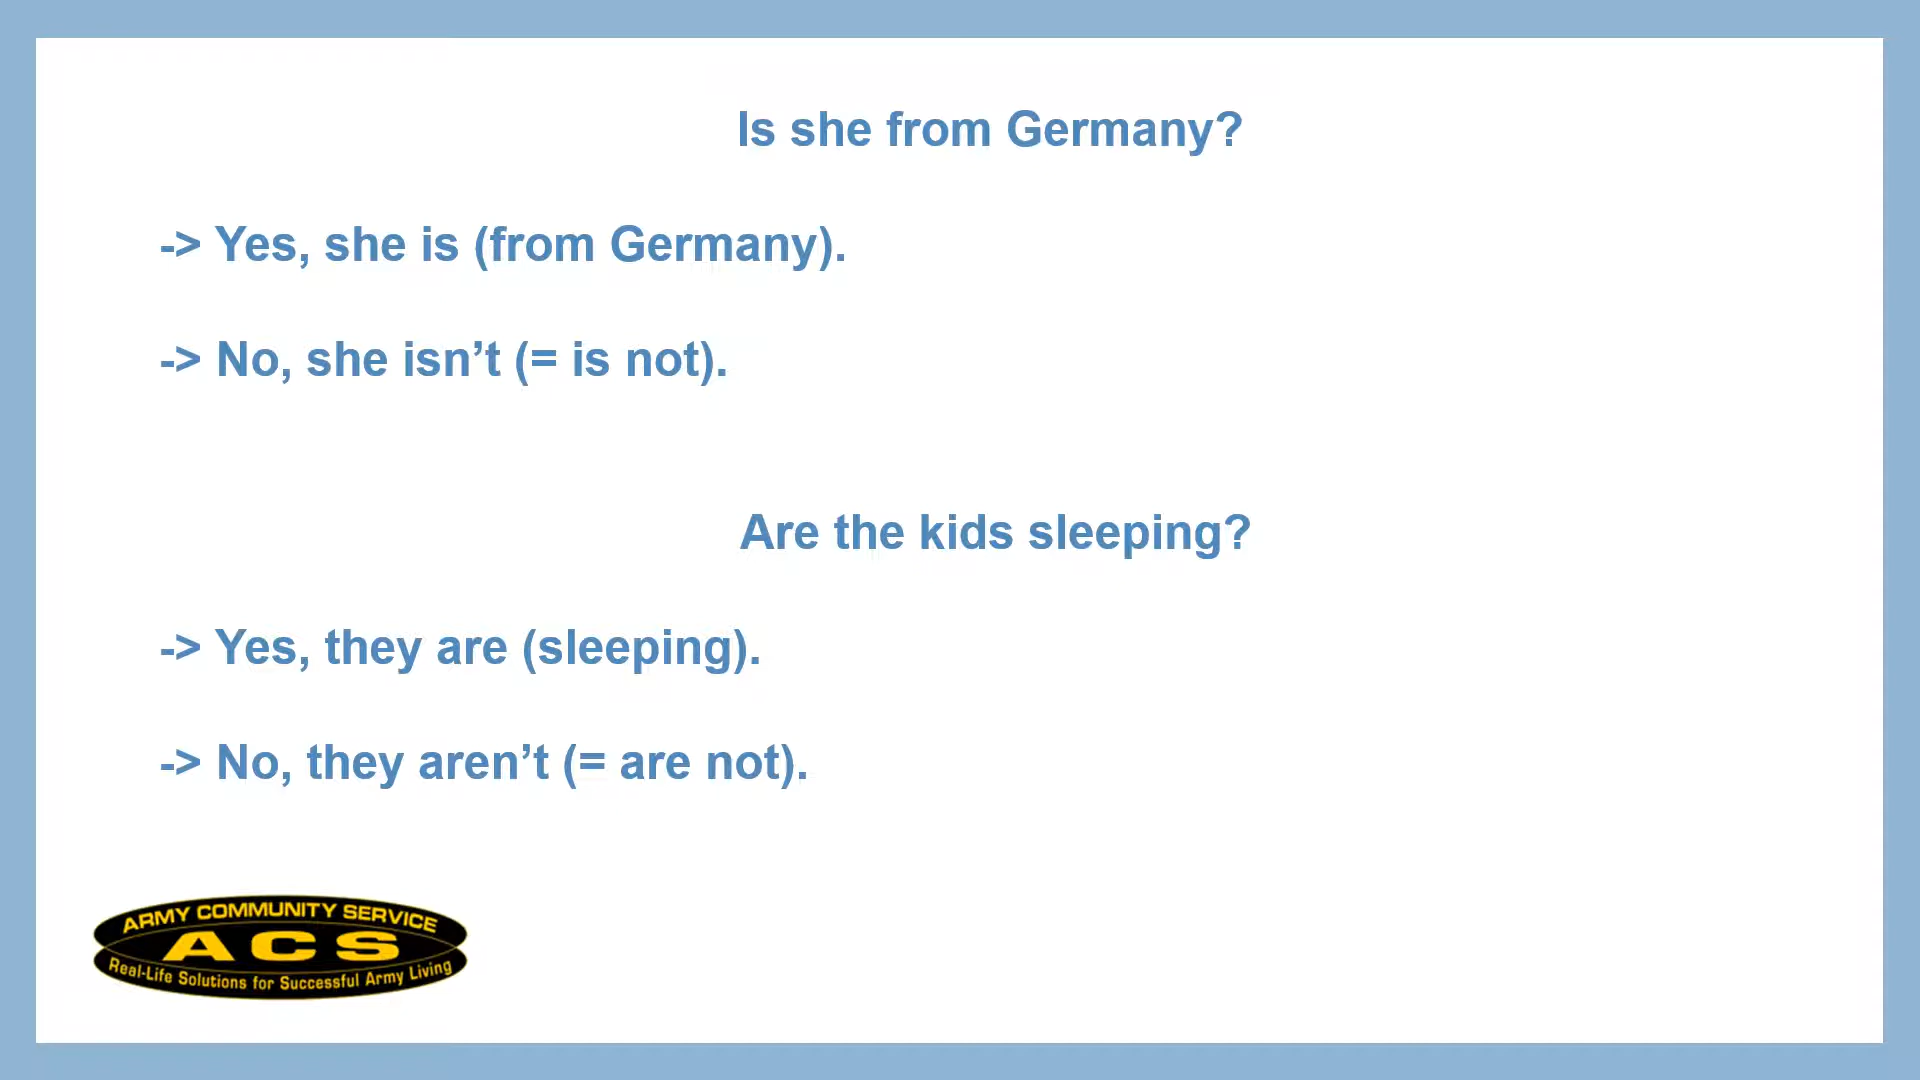 Is she from Germany?
-> Yes, she is (from Germany).
-> No, she isn’t (= is not).
Are the kids sleeping?
-> Yes, they are (sleeping).
-> No, they aren’t (= are not).
ARMY COMMUNITY SERVICE
ACS
Real-Life Solutions for Successful Army Living